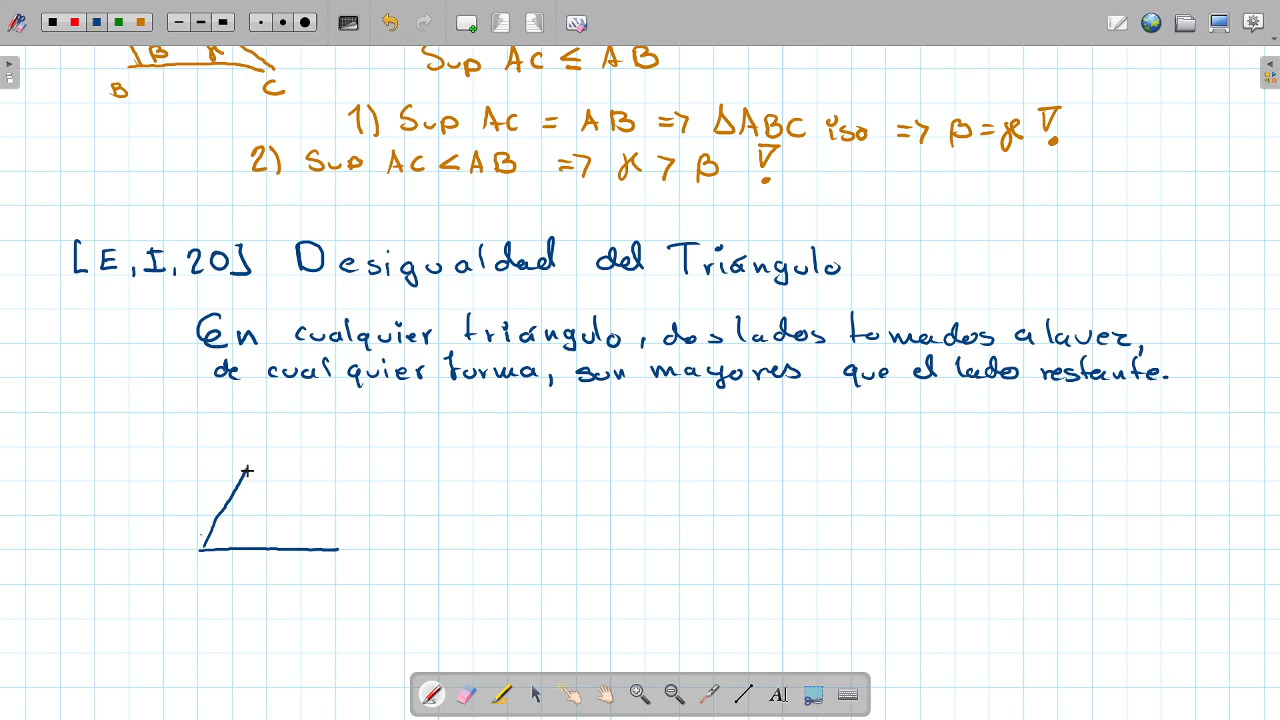 B γ
Sup AC ≤ AB
B C
1) Sup AC = AB => ΔABC iso => β = γ !
2) Sup AC < AB => γ > β !
[E, I, 20] Desigualdad del Triángulo
En cualquier triángulo, dos lados tomados a la vez,
de cualquier forma, son mayores que el lado restante.
AI